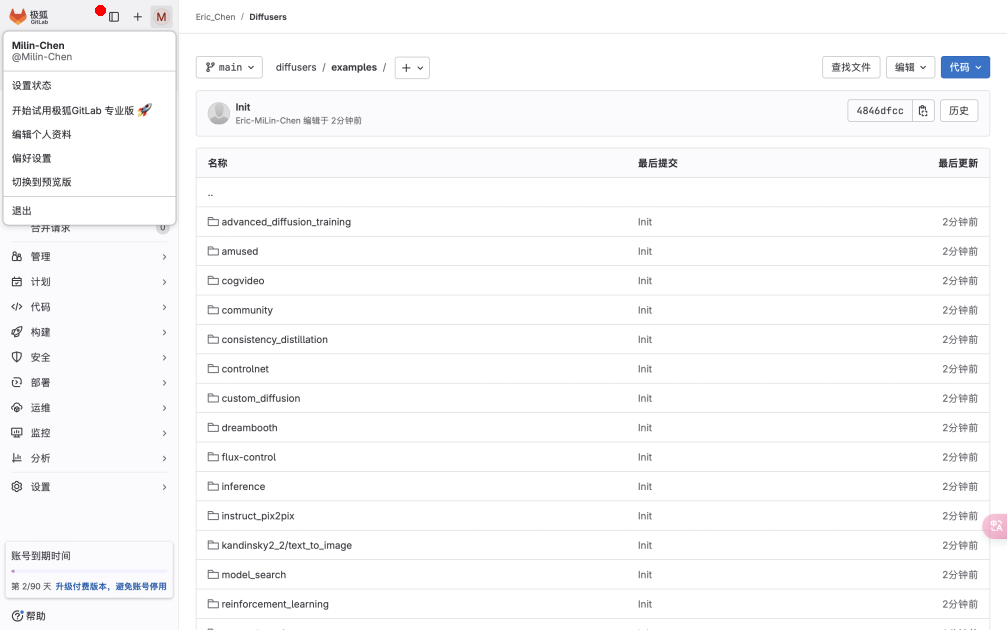 极狐
GitLab
M
Milin-Chen
@Milin-Chen
设置状态
开始试用极狐GitLab 专业版 🚀
编辑个人资料
偏好设置
切换到预览版
退出
合并请求 0
管理
计划
代码
构建
安全
部署
运维
监控
分析
设置
账号到期时间
第 2/90 天 升级付费版本，避免账号停用
帮助
Eric_Chen / Diffusers
main
diffusers / examples /
查找文件
编辑
代码
Init
Eric-MiLin-Chen 编辑于 2分钟前
4846dfcc
历史
名称 最后提交 最后更新
..
advanced_diffusion_training Init 2分钟前
amused Init 2分钟前
cogvideo Init 2分钟前
community Init 2分钟前
consistency_distillation Init 2分钟前
controlnet Init 2分钟前
custom_diffusion Init 2分钟前
dreambooth Init 2分钟前
flux-control Init 2分钟前
inference Init 2分钟前
instruct_pix2pix Init 2分钟前
kandinsky2_2/text_to_image Init 2分钟前
model_search Init 2分钟前
reinforcement_learning Init 2分钟前